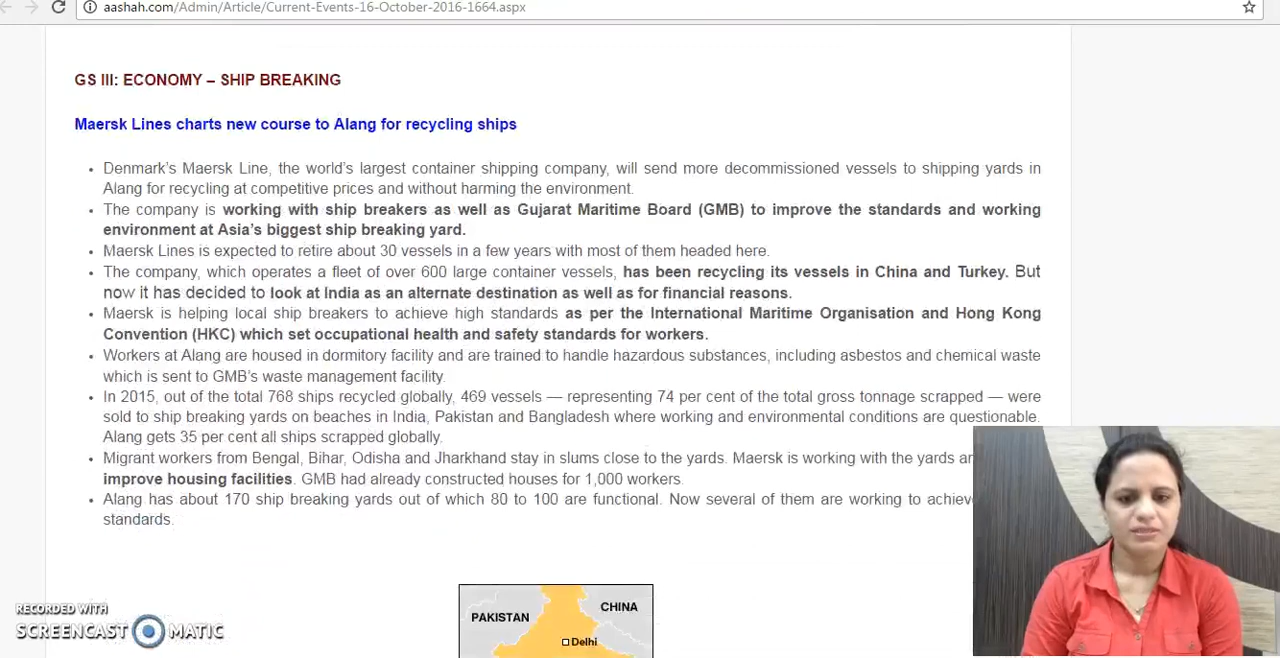 aashah.com/Admin/Article/Current-Events-16-October-2016-1664.aspx
GS III: ECONOMY – SHIP BREAKING
Maersk Lines charts new course to Alang for recycling ships
• Denmark's Maersk Line, the world's largest container shipping company, will send more decommissioned vessels to shipping yards in
Alang for recycling at competitive prices and without harming the environment.
• The company is working with ship breakers as well as Gujarat Maritime Board (GMB) to improve the standards and working
environment at Asia's biggest ship breaking yard.
• Maersk Lines is expected to retire about 30 vessels in a few years with most of them headed here.
• The company, which operates a fleet of over 600 large container vessels, has been recycling its vessels in China and Turkey. But
now it has decided to look at India as an alternate destination as well as for financial reasons.
• Maersk is helping local ship breakers to achieve high standards as per the International Maritime Organisation and Hong Kong
Convention (HKC) which set occupational health and safety standards for workers.
• Workers at Alang are housed in dormitory facility and are trained to handle hazardous substances, including asbestos and chemical waste
which is sent to GMB's waste management facility.
• In 2015, out of the total 768 ships recycled globally, 469 vessels — representing 74 per cent of the total gross tonnage scrapped — were
sold to ship breaking yards on beaches in India, Pakistan and Bangladesh where working and environmental conditions are questionable.
Alang gets 35 per cent all ships scrapped globally.
• Migrant workers from Bengal, Bihar, Odisha and Jharkhand stay in slums close to the yards. Maersk is working with the yards
improve housing facilities. GMB had already constructed houses for 1,000 workers.
• Alang has about 170 ship breaking yards out of which 80 to 100 are functional. Now several of them are working to
standards.
PAKISTAN
CHINA
Delhi
RECORDED WITH
SCREENCAST MATIC